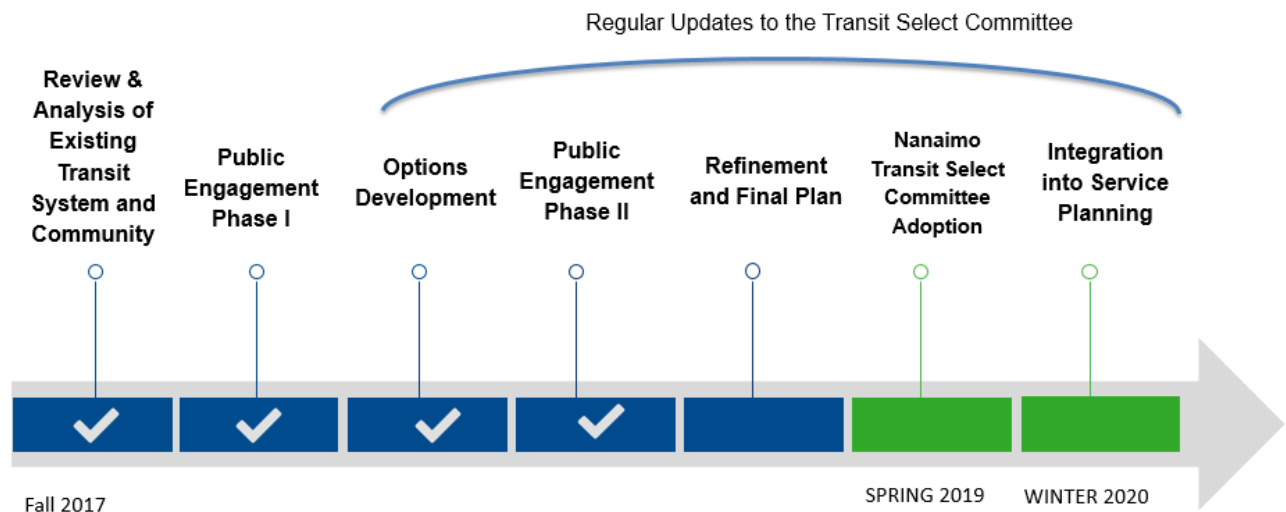 Regular Updates to the Transit Select Committee
Review &
Analysis of
Existing
Transit
System and
Community
Public
Engagement
Phase I
Options
Development
Public
Engagement
Phase II
Refinement
and Final Plan
Nanaimo
Transit Select
Committee
Adoption
Integration
into Service
Planning
Fall 2017
SPRING 2019
WINTER 2020